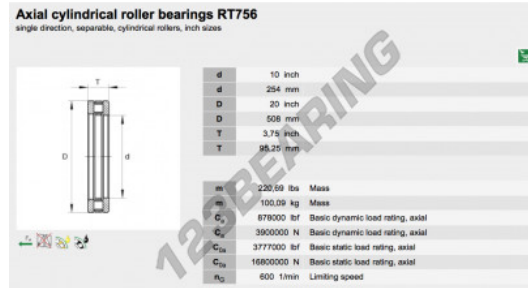 Axial cylindrical roller bearings RT756
single direction, separable, cylindrical rollers, inch sizes
T
D
d
d 10 inch
d 254 mm
D 20 inch
D 508 mm
T 3,75 inch
T 95,25 mm
m 220,69 lbs Mass
m 100,09 kg Mass
Ca 878000 lbf Basic dynamic load rating, axial
Ca 3900000 N Basic dynamic load rating, axial
C0a 3777000 lbf Basic static load rating, axial
C0a 16800000 N Basic static load rating, axial
nG 600 1/min Limiting speed
123BEARING